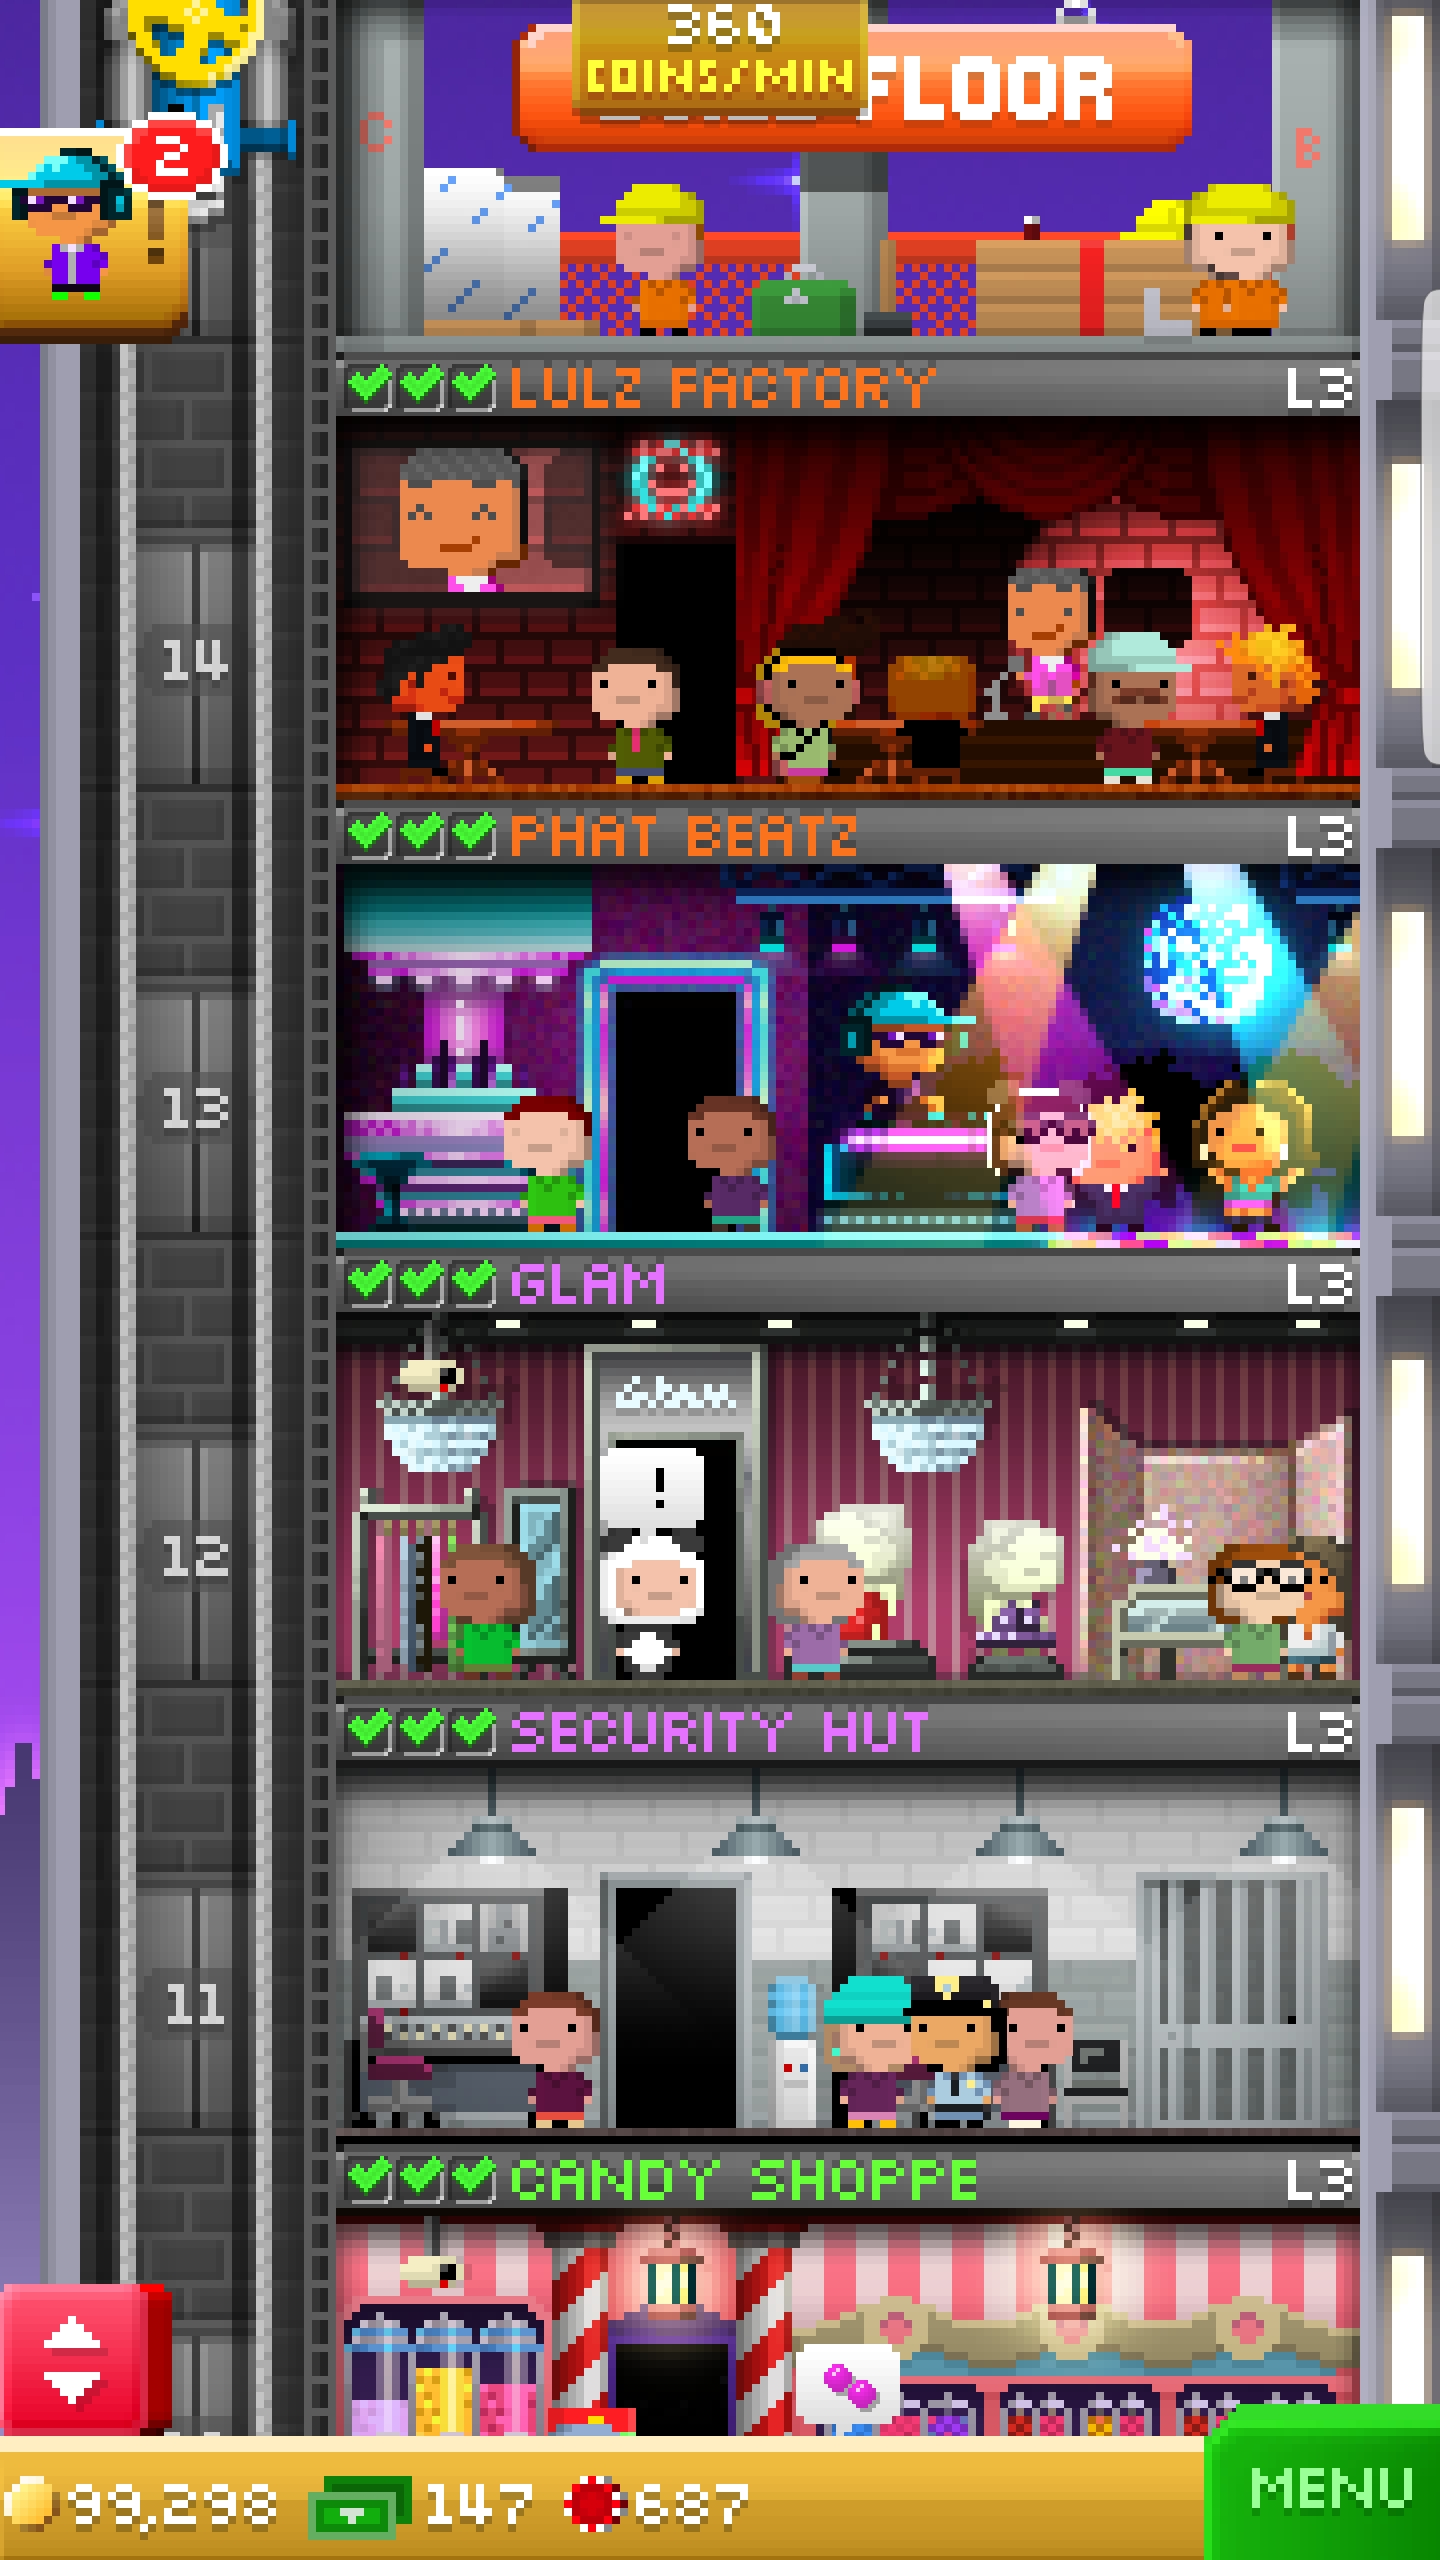 360
COINS/MIN
FLOOR
C
B
2
!
LULZ FACTORY
L3
14
PHAT BEATZ
L3
13
GLAM
L3
Glam
!
12
SECURITY HUT
L3
11
CANDY SHOPPE
L3
99,298
147
687
MENU